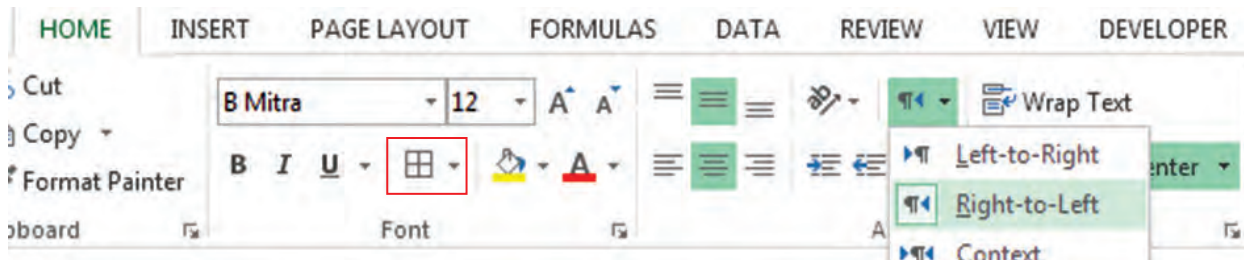 HOME INSERT PAGE LAYOUT FORMULAS DATA REVIEW VIEW DEVELOPER
Cut
B Mitra 12 A A
Wrap Text
Copy
Format Painter
B I U A
Left-to-Right
Right-to-Left
Context
Font